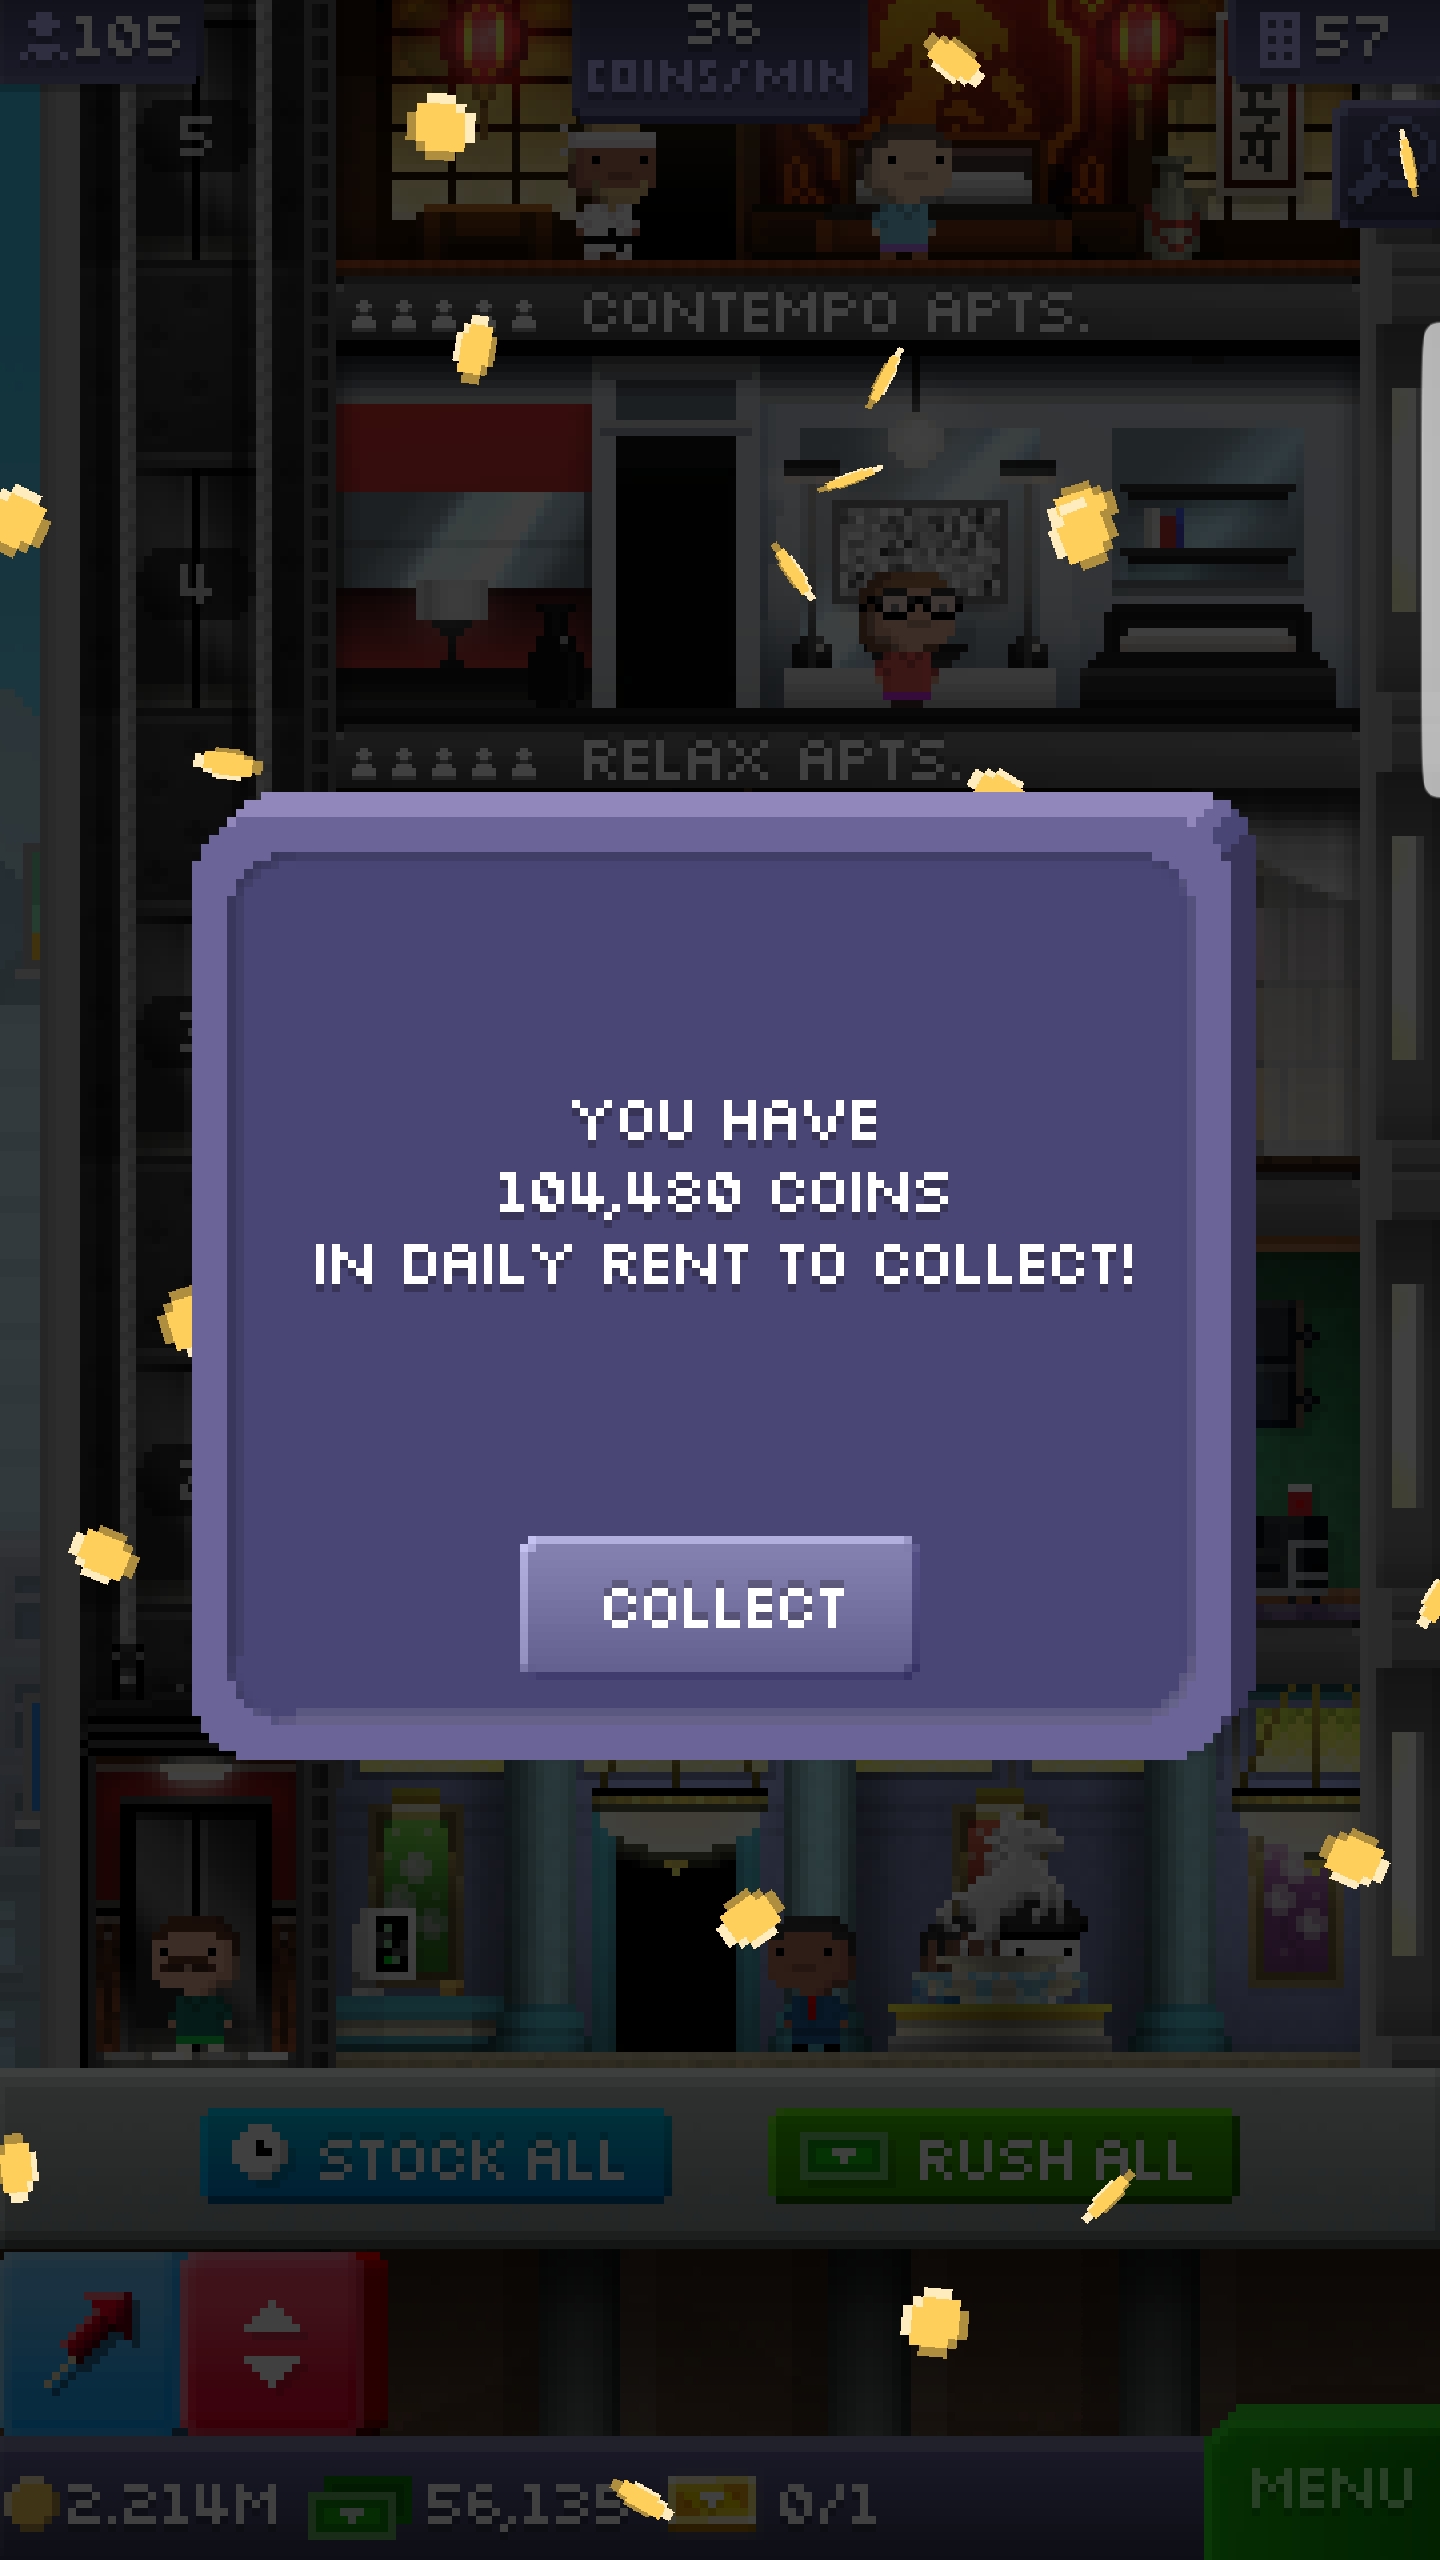 105
36
COINS/MIN
57
5
CONTEMPO APTS.
4
RELAX APTS.
YOU HAVE
104,480 COINS
IN DAILY RENT TO COLLECT!
COLLECT
STOCK ALL
RUSH ALL
2.214M
56,135
0/1
MENU